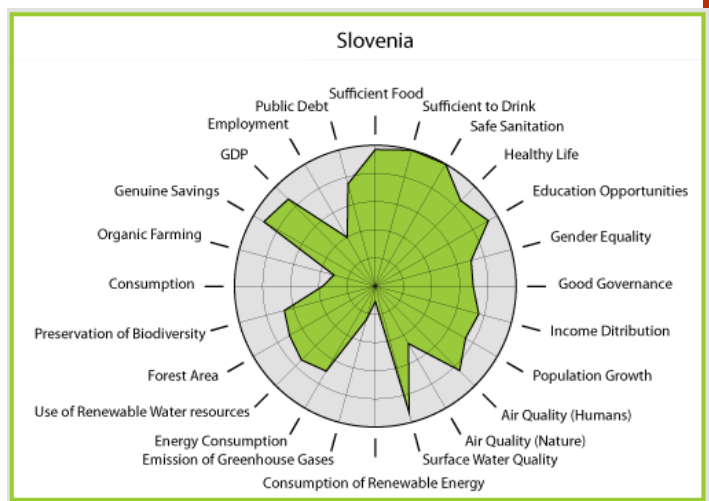 Slovenia
Sufficient Food
Public Debt
Sufficient to Drink
Employment
Safe Sanitation
GDP
Healthy Life
Genuine Savings
Education Opportunities
Organic Farming
Gender Equality
Consumption
Good Governance
Preservation of Biodiversity
Income Ditribution
Forest Area
Population Growth
Use of Renewable Water resources
Air Quality (Humans)
Energy Consumption
Air Quality (Nature)
Emission of Greenhouse Gases
Surface Water Quality
Consumption of Renewable Energy